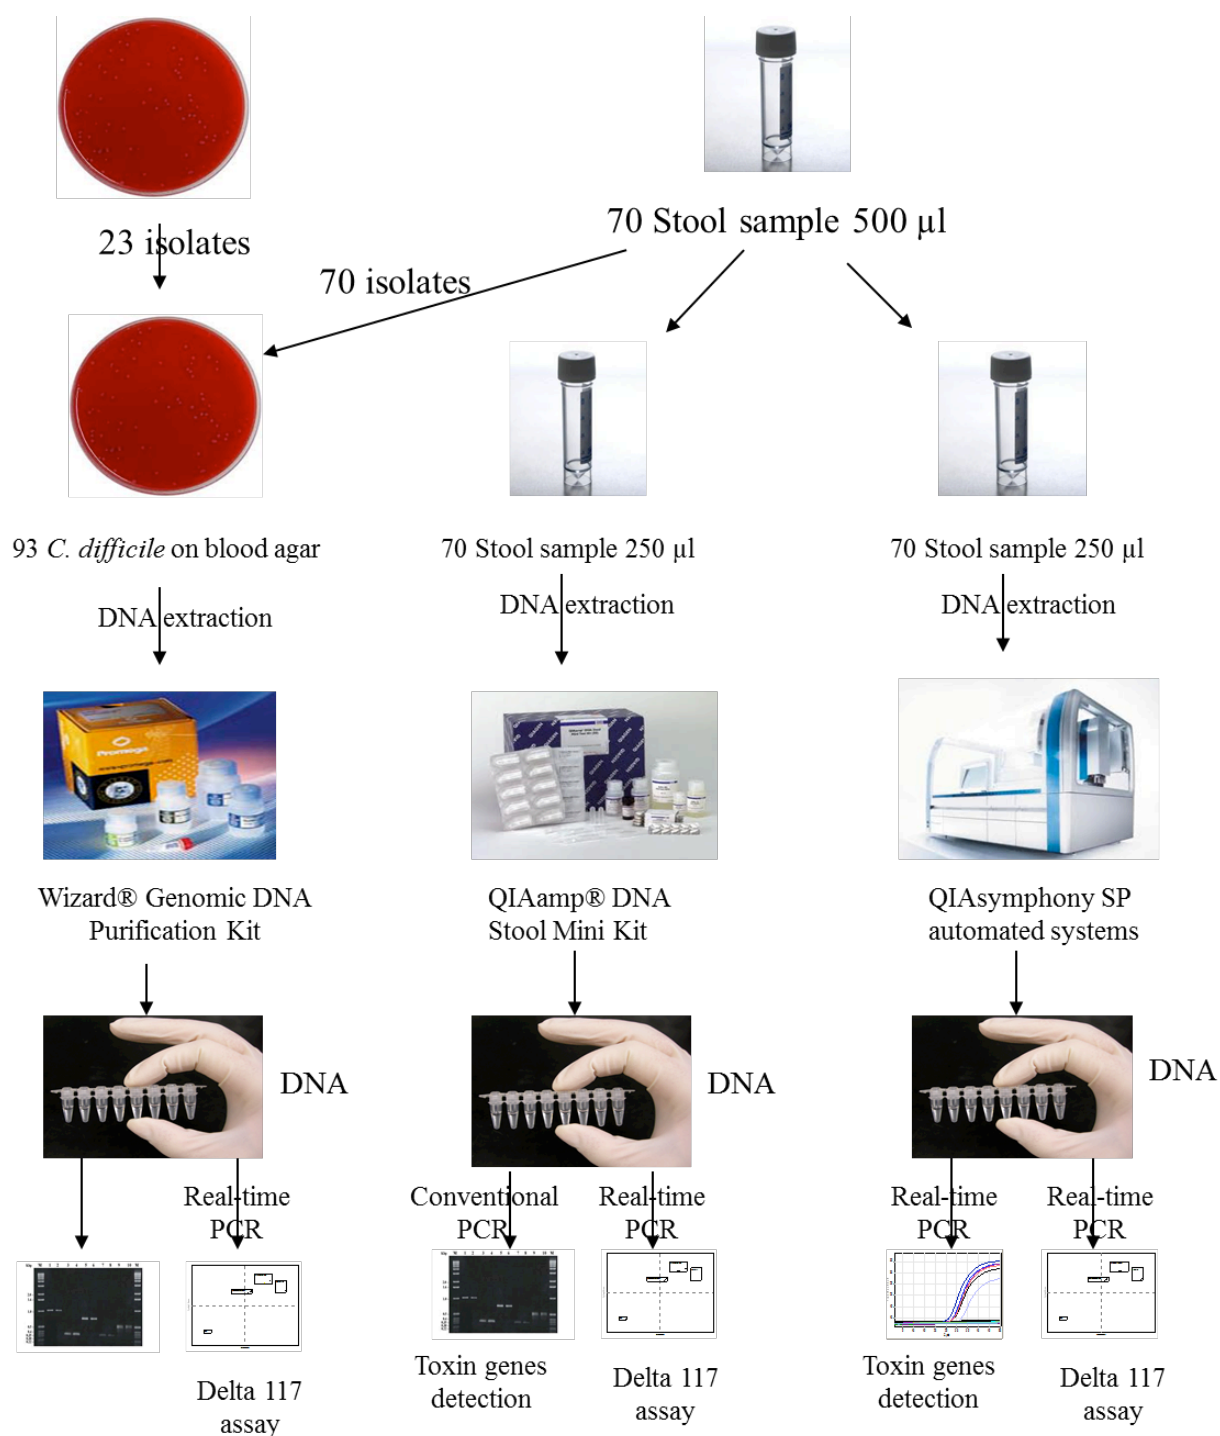 70 Stool sample 500 µl
23 isolates
70 isolates
93 C. difficile on blood agar
70 Stool sample 250 µl
70 Stool sample 250 µl
DNA extraction
DNA extraction
DNA extraction
Promega
Wizard® Genomic DNA
Purification Kit
QIAamp® DNA
Stool Mini Kit
QIAsymphony SP
automated systems
DNA
DNA
DNA
Real-time
PCR
Conventional
PCR
Real-time
PCR
Real-time
PCR
Real-time
PCR
Delta 117
assay
Toxin genes
detection
Delta 117
assay
Toxin genes
detection
Delta 117
assay